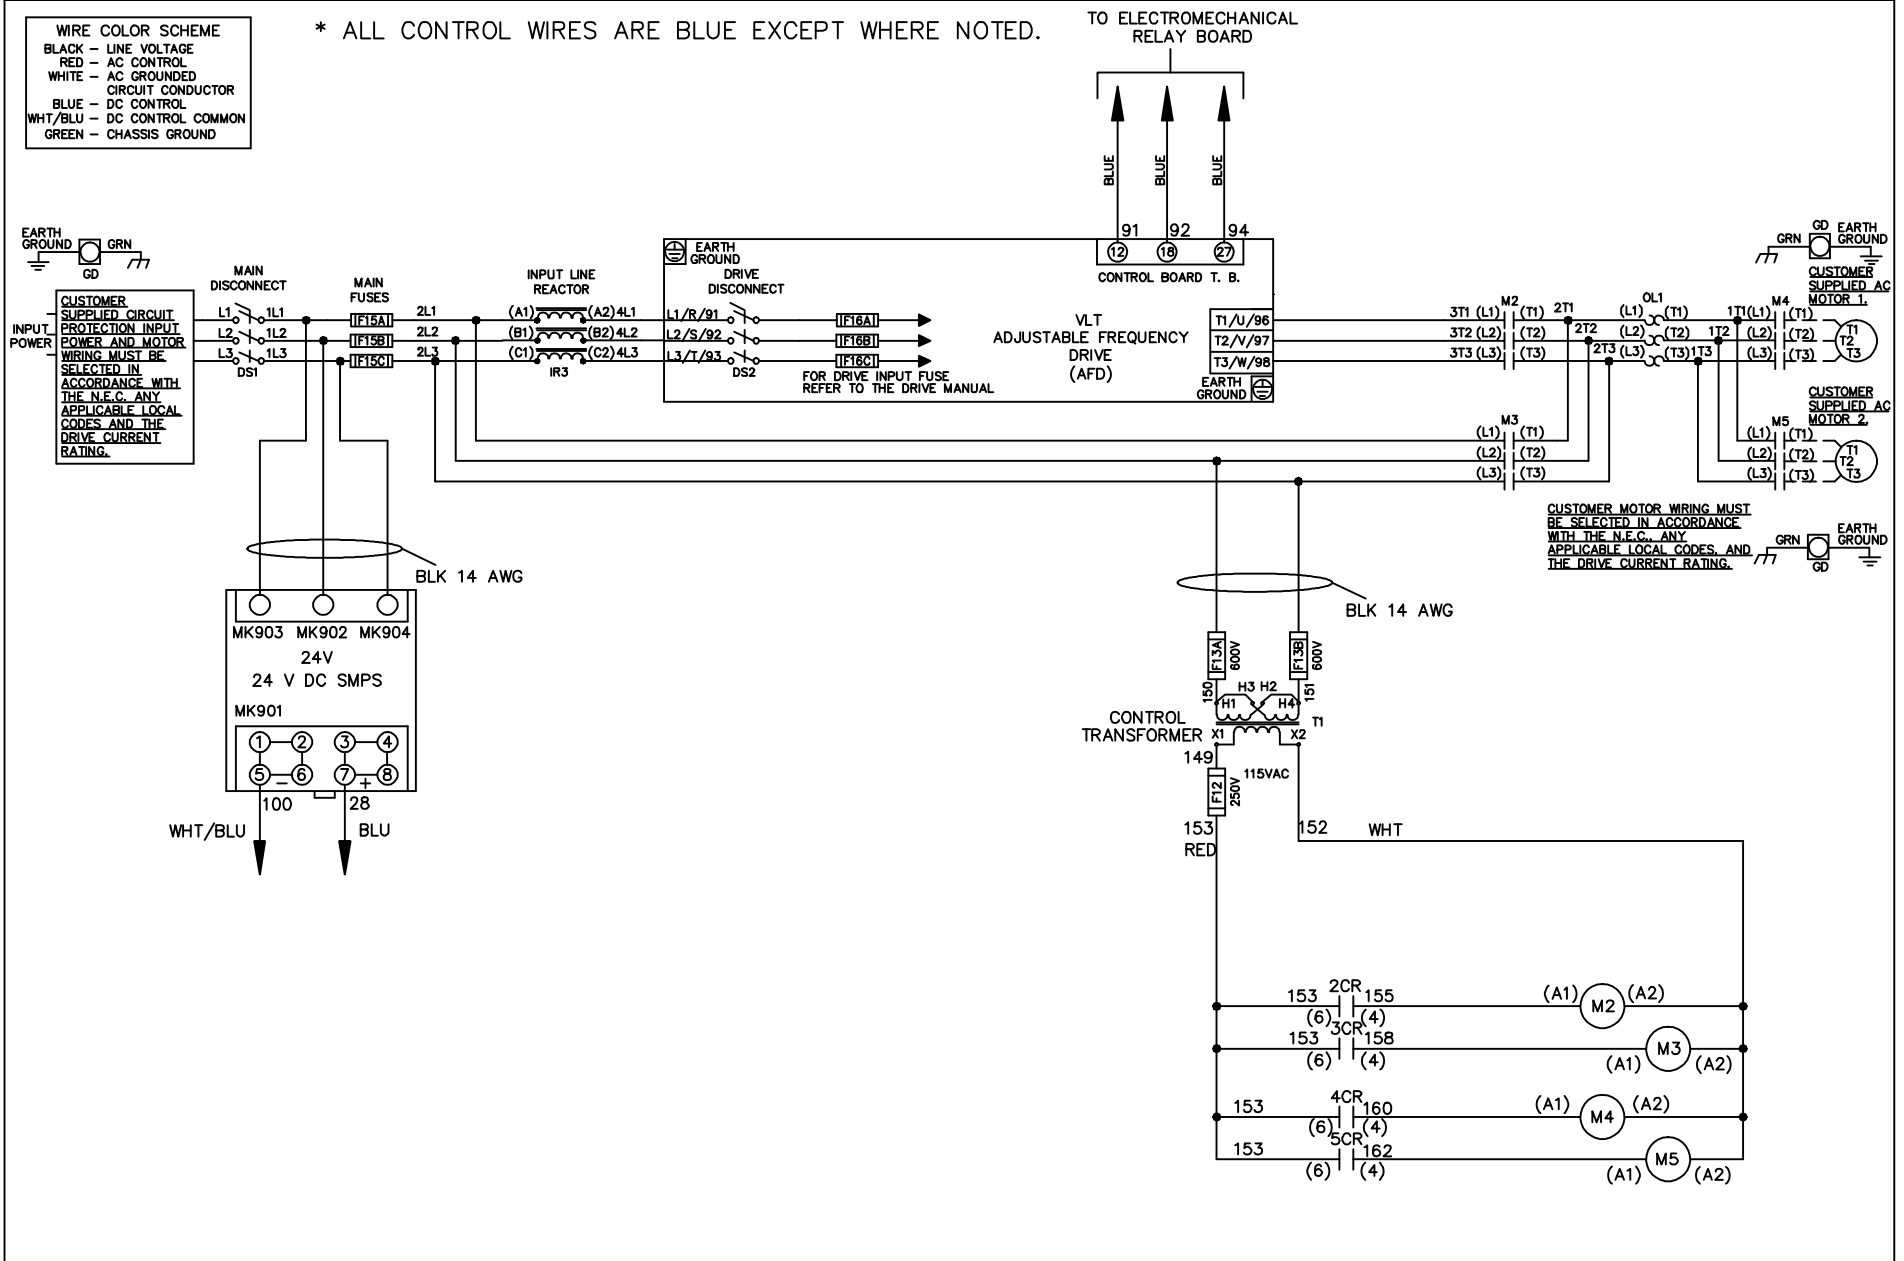 WIRE COLOR SCHEME
BLACK – LINE VOLTAGE
RED – AC CONTROL
WHITE – AC GROUNDED
CIRCUIT CONDUCTOR
BLUE – DC CONTROL
WHT/BLU – DC CONTROL COMMON
GREEN – CHASSIS GROUND
* ALL CONTROL WIRES ARE BLUE EXCEPT WHERE NOTED.
TO ELECTROMECHANICAL
RELAY BOARD
BLUE
BLUE
BLUE
91 92 94
12 18 27
CONTROL BOARD T. B.
EARTH
GROUND
GRN
GD
INPUT
POWER
CUSTOMER
SUPPLIED CIRCUIT
PROTECTION INPUT
POWER AND MOTOR
WIRING MUST BE
SELECTED IN
ACCORDANCE WITH
THE N.E.C. ANY
APPLICABLE LOCAL
CODES AND THE
DRIVE CURRENT
RATING.
MAIN
DISCONNECT
L1 1L1
L2 1L2
L3 1L3
DS1
MAIN
FUSES
F15A
F15B
F15C
2L1
2L2
2L3
INPUT LINE
REACTOR
(A1) (A2) 4L1
(B1) (B2) 4L2
(C1) (C2) 4L3
IR3
EARTH
GROUND
DRIVE
DISCONNECT
L1/R/91
L2/S/92
L3/T/93
DS2
F16A
F16B
F16C
FOR DRIVE INPUT FUSE
REFER TO THE DRIVE MANUAL
VLT
ADJUSTABLE FREQUENCY
DRIVE
(AFD)
T1/U/96
T2/V/97
T3/W/98
EARTH
GROUND
M2
3T1 (L1) (T1) 2T1
3T2 (L2) (T2) 2T2
3T3 (L3) (T3) 2T3
OL1
(L1) (T1) 1T1
(L2) (T2) 1T2
(L3) (T3) 1T3
M4
(L1) (T1)
(L2) (T2)
(L3) (T3)
T1
T2
T3
GD
GRN
EARTH
GROUND
CUSTOMER
SUPPLIED AC
MOTOR 1.
M3
(L1) (T1)
(L2) (T2)
(L3) (T3)
M5
(L1) (T1)
(L2) (T2)
(L3) (T3)
T1
T2
T3
CUSTOMER
SUPPLIED AC
MOTOR 2.
CUSTOMER MOTOR WIRING MUST
BE SELECTED IN ACCORDANCE
WITH THE N.E.C., ANY
APPLICABLE LOCAL CODES, AND
THE DRIVE CURRENT RATING.
GRN
GD
EARTH
GROUND
BLK 14 AWG
MK903 MK902 MK904
24V
24 V DC SMPS
MK901
1 2 3 4
5 6 7 8
– +
100 28
WHT/BLU BLU
BLK 14 AWG
F13A
600V
F13B
600V
150
151
H3 H2
H1 H4
T1
CONTROL
TRANSFORMER
X1 X2
149
115VAC
F12
250V
153
RED
152
WHT
2CR
153 155
(6) (4)
(A1) M2 (A2)
3CR
153 158
(6) (4)
(A1) M3 (A2)
4CR
153 160
(6) (4)
(A1) M4 (A2)
5CR
153 162
(6) (4)
(A1) M5 (A2)